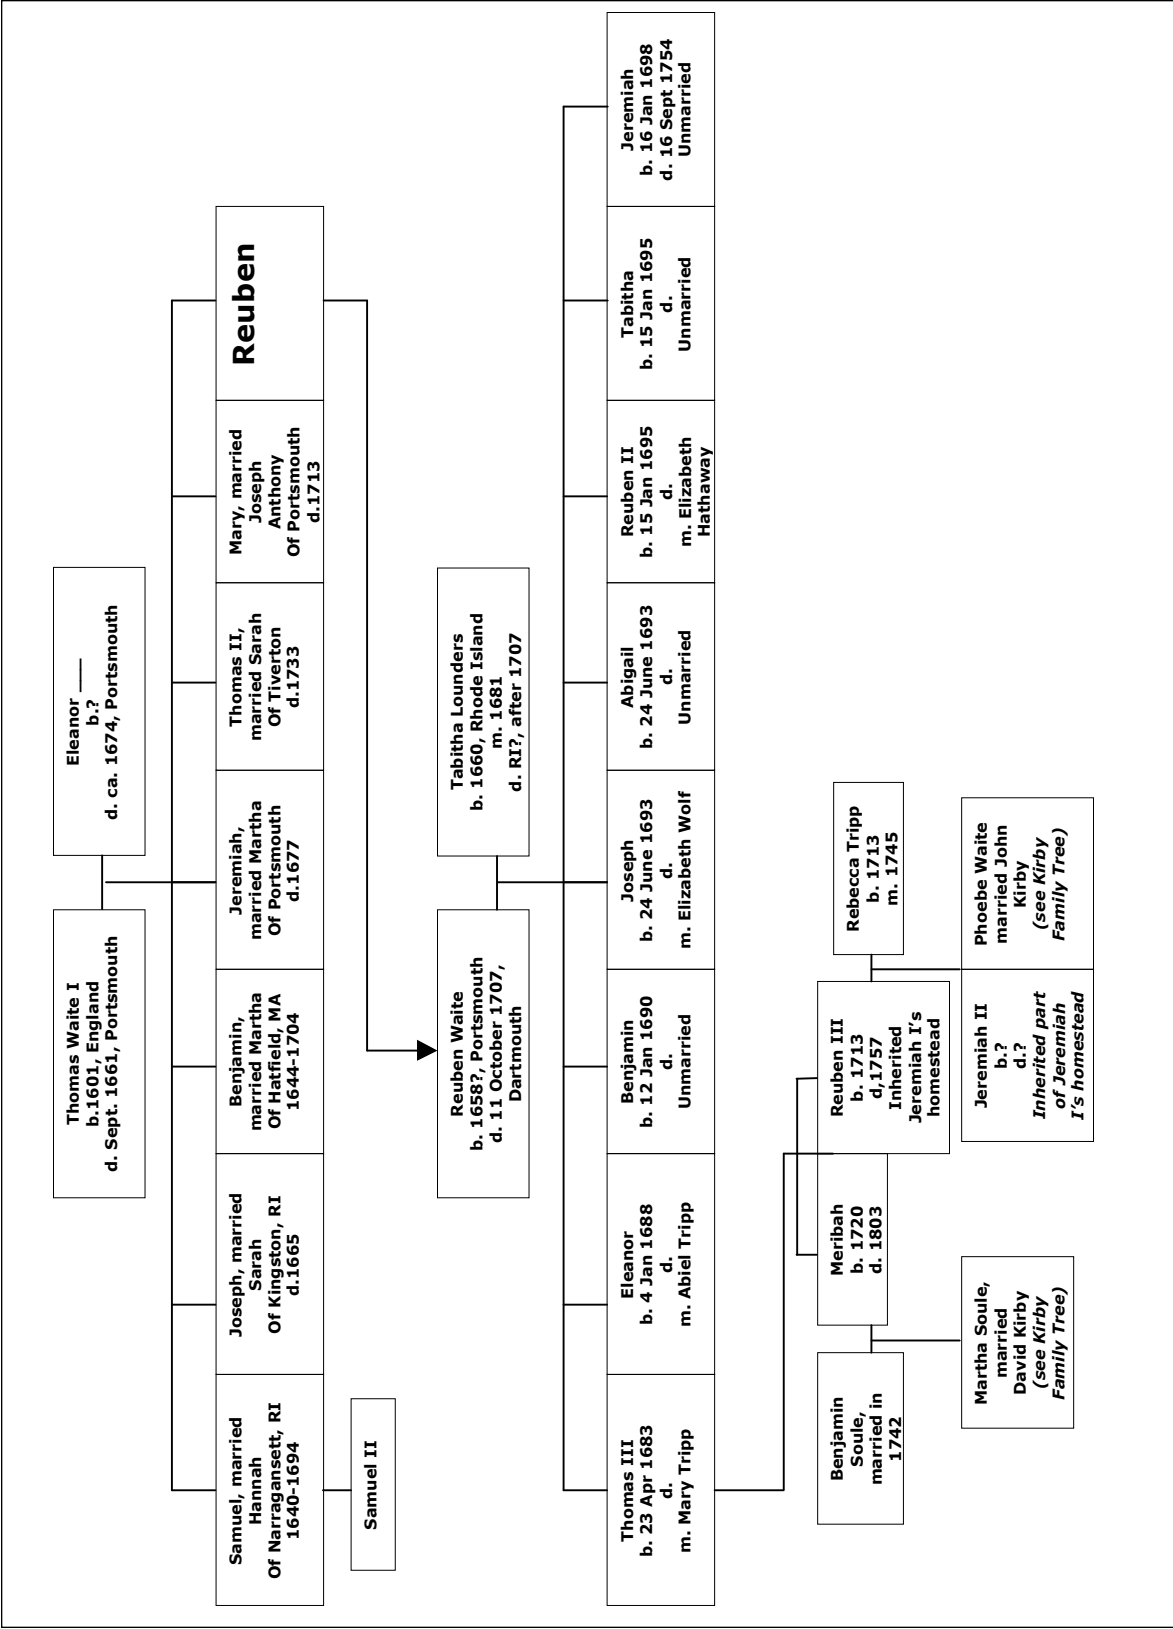 Thomas Waite I
b.1601, England
d. Sept. 1661, Portsmouth
Eleanor ____
b.?
d. ca. 1674, Portsmouth
Samuel, married
Hannah
Of Narragansett, RI
1640-1694
Joseph, married
Sarah
Of Kingston, RI
d.1665
Benjamin,
married Martha
Of Hatfield, MA
1644-1704
Jeremiah,
married Martha
Of Portsmouth
d.1677
Thomas II,
married Sarah
Of Tiverton
d.1733
Mary, married
Joseph
Anthony
Of Portsmouth
d.1713
Reuben
Samuel II
Reuben Waite
b. 1658?, Portsmouth
d. 11 October 1707,
Dartmouth
Tabitha Lounders
b. 1660, Rhode Island
m. 1681
d. RI?, after 1707
Thomas III
b. 23 Apr 1683
d.
m. Mary Tripp
Eleanor
b. 4 Jan 1688
d.
m. Abiel Tripp
Benjamin
b. 12 Jan 1690
d.
Unmarried
Joseph
b. 24 June 1693
d.
m. Elizabeth Wolf
Abigail
b. 24 June 1693
d.
Unmarried
Reuben II
b. 15 Jan 1695
d.
m. Elizabeth
Hathaway
Tabitha
b. 15 Jan 1695
d.
Unmarried
Jeremiah
b. 16 Jan 1698
d. 16 Sept 1754
Unmarried
Benjamin
Soule,
married in
1742
Meribah
b. 1720
d. 1803
Reuben III
b. 1713
d,1757
Inherited
Jeremiah I's
homestead
Rebecca Tripp
b. 1713
m. 1745
Martha Soule,
married
David Kirby
(see Kirby
Family Tree)
Jeremiah II
b.?
d.?
Inherited part
of Jeremiah
I's homestead
Phoebe Waite
married John
Kirby
(see Kirby
Family Tree)